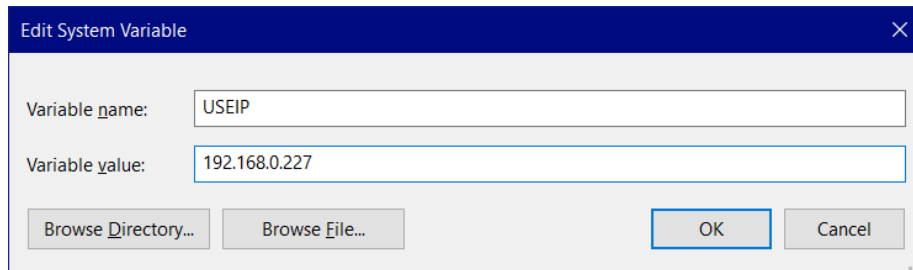 Edit System Variable
Variable name: USEIP
Variable value: 192.168.0.227
Browse Directory... Browse File... OK Cancel